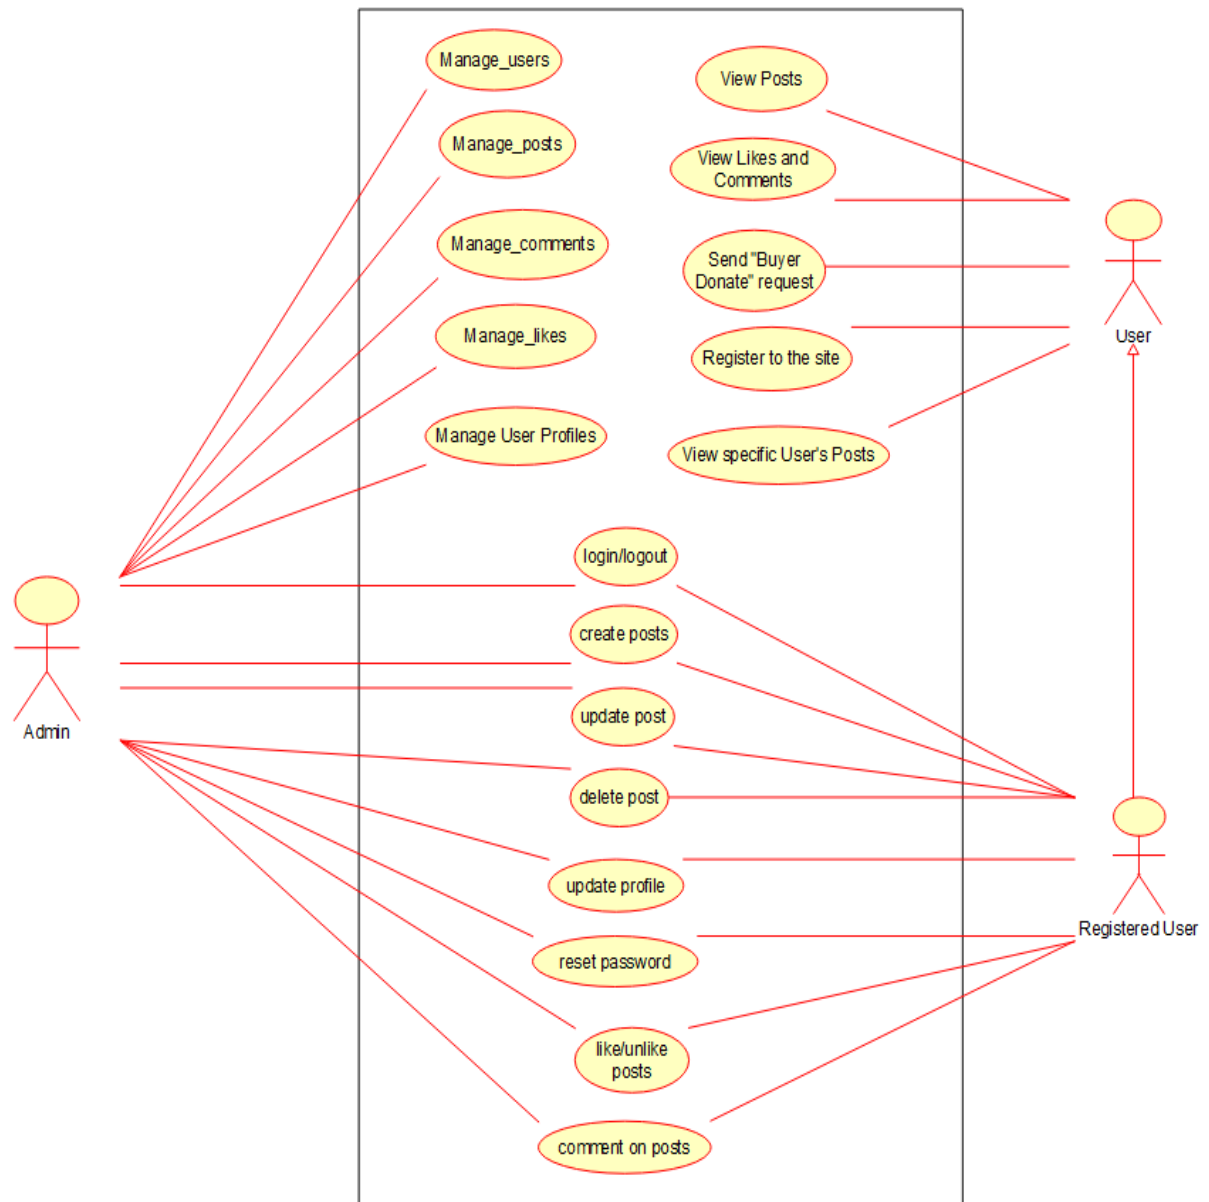 Manage_users
View Posts
Manage_posts
View Likes and
Comments
Manage_comments
Send "Buyer
Donate" request
Manage_likes
User
Register to the site
Manage User Profiles
View specific User's Posts
login/logout
create posts
update post
Admin
delete post
update profile
Registered User
reset password
like/unlike
posts
comment on posts